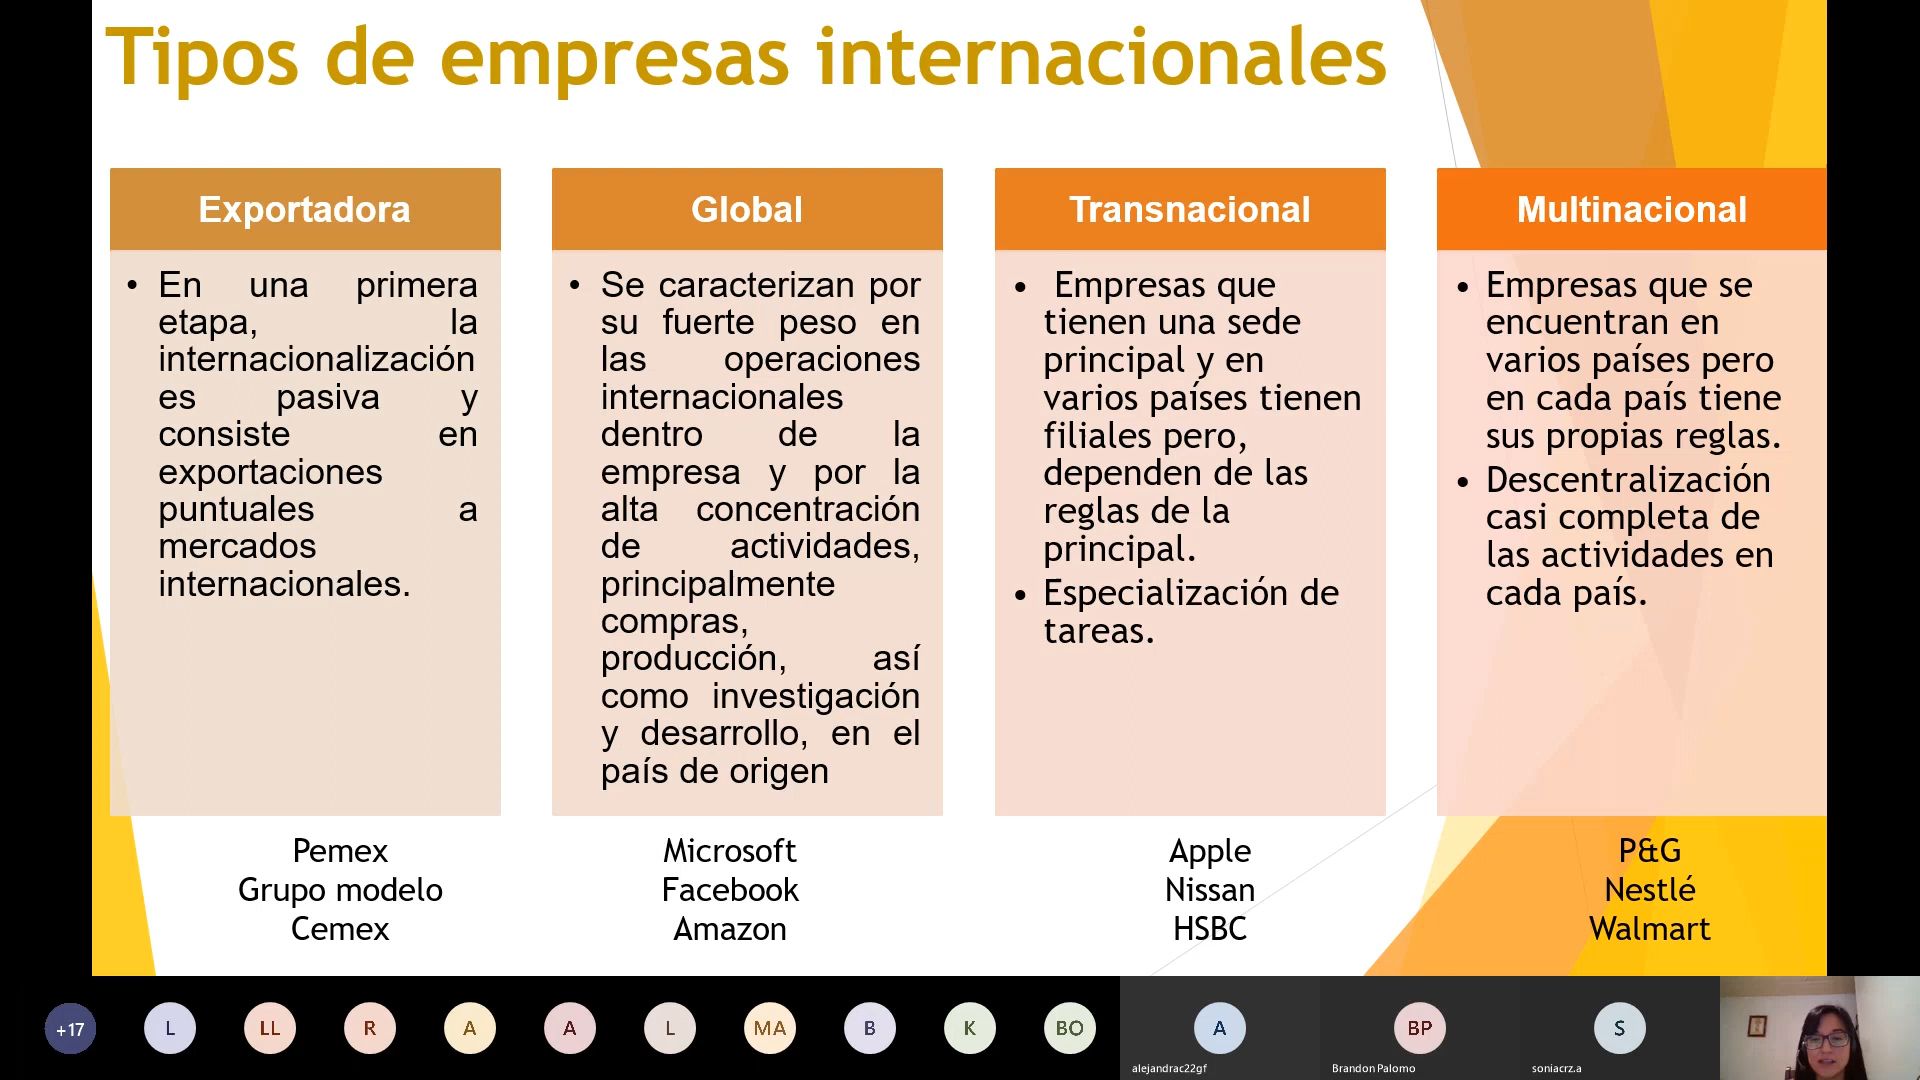 Tipos de empresas internacionales
Exportadora
• En una primera
etapa, la
internacionalización
es pasiva y
consiste en
exportaciones
puntuales a
mercados
internacionales.
Pemex
Grupo modelo
Cemex
Global
• Se caracterizan por
su fuerte peso en
las operaciones
internacionales
dentro de la
empresa y por la
alta concentración
de actividades,
principalmente
compras,
producción, así
como investigación
y desarrollo, en el
país de origen
Microsoft
Facebook
Amazon
Transnacional
• Empresas que
tienen una sede
principal y en
varios países tienen
filiales pero,
dependen de las
reglas de la
principal.
• Especialización de
tareas.
Apple
Nissan
HSBC
Multinacional
• Empresas que se
encuentran en
varios países pero
en cada país tiene
sus propias reglas.
• Descentralización
casi completa de
las actividades en
cada país.
P&G
Nestlé
Walmart
+17
L
LL
R
A
A
L
MA
B
K
BO
A
alejandrac22gf
BP
Brandon Palomo
S
soniacrz.a